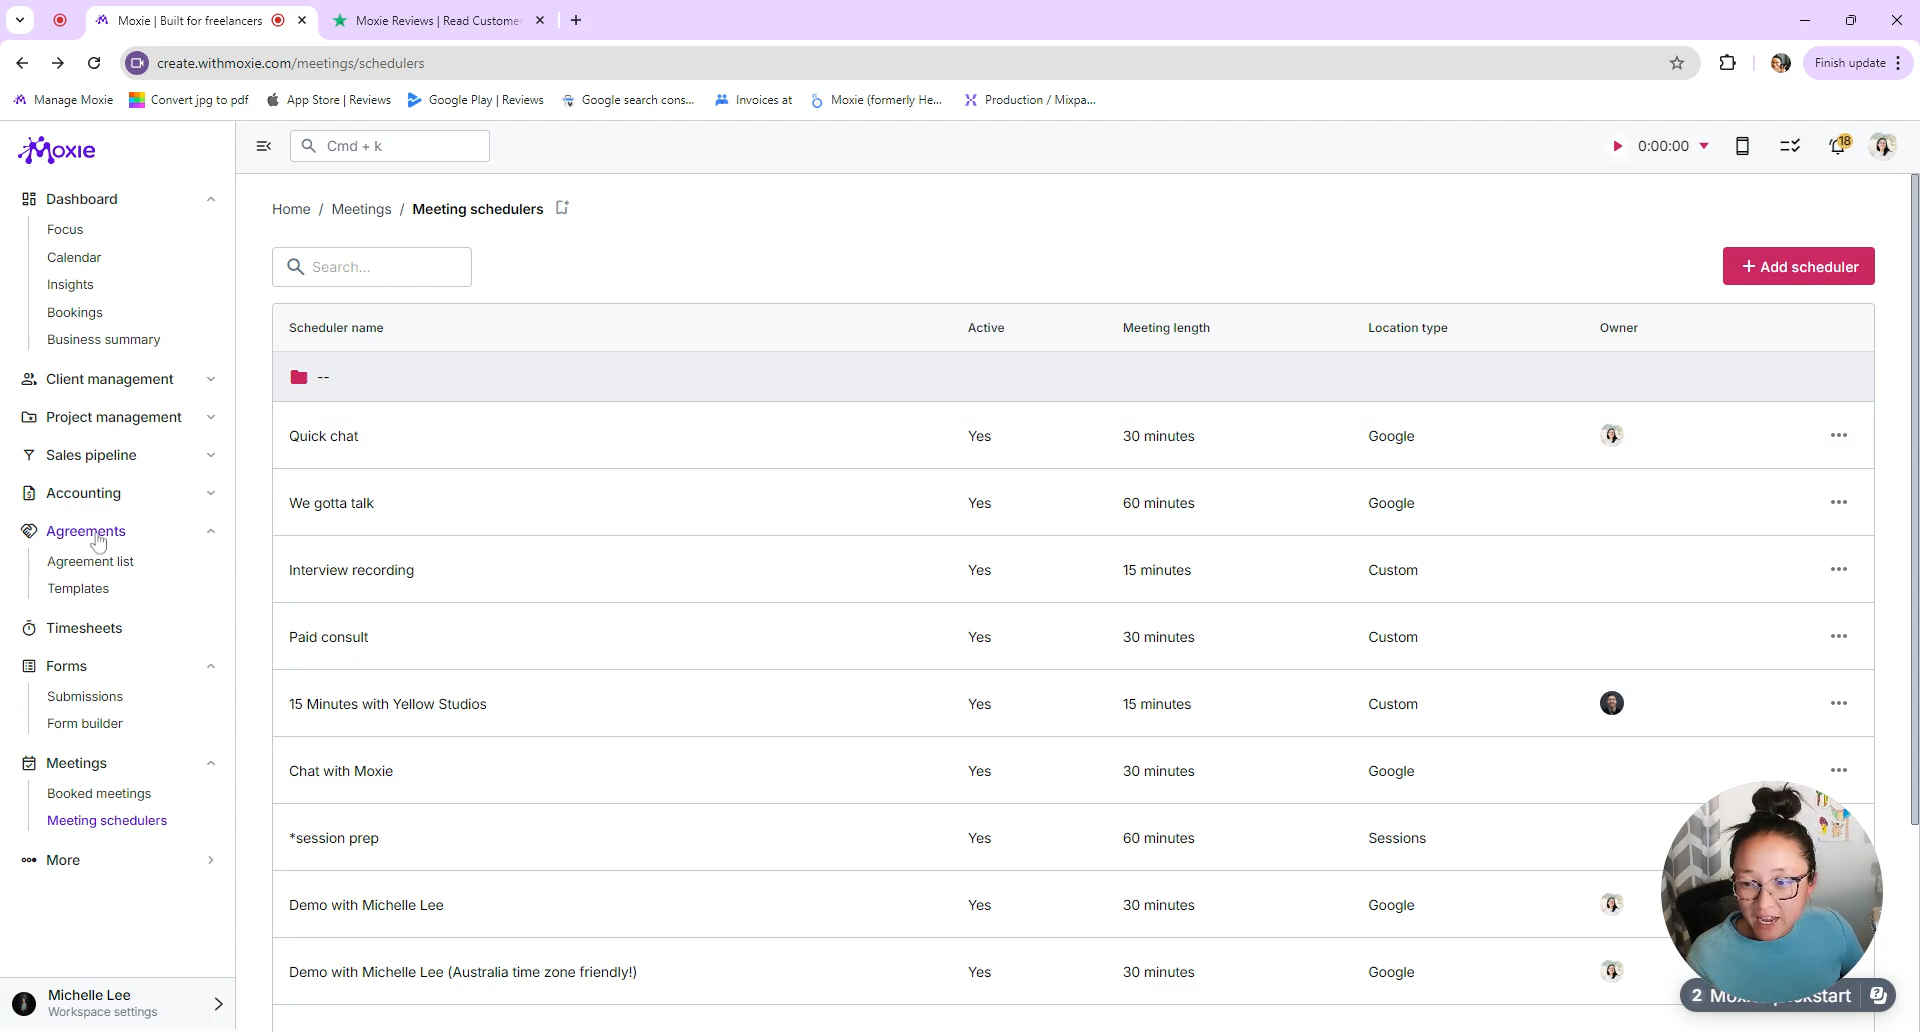 Moxie | Built for freelancers
Moxie Reviews | Read Custome
create.withmoxie.com/meetings/schedulers
Finish update
Manage Moxie
Convert jpg to pdf
App Store | Reviews
Google Play | Reviews
Google search cons...
Invoices at
Moxie (formerly He...
Production / Mixpa...
Moxie
Cmd + k
0:00:00
18
Dashboard
Focus
Calendar
Insights
Bookings
Business summary
Client management
Project management
Sales pipeline
Accounting
Agreements
Agreement list
Templates
Timesheets
Forms
Submissions
Form builder
Meetings
Booked meetings
Meeting schedulers
More
Michelle Lee
Workspace settings
Home / Meetings / Meeting schedulers
Search...
+ Add scheduler
Scheduler name Active Meeting length Location type Owner
--
Quick chat Yes 30 minutes Google
We gotta talk Yes 60 minutes Google
Interview recording Yes 15 minutes Custom
Paid consult Yes 30 minutes Custom
15 Minutes with Yellow Studios Yes 15 minutes Custom
Chat with Moxie Yes 30 minutes Google
*session prep Yes 60 minutes Sessions
Demo with Michelle Lee Yes 30 minutes Google
Demo with Michelle Lee (Australia time zone friendly!) Yes 30 minutes Google
2